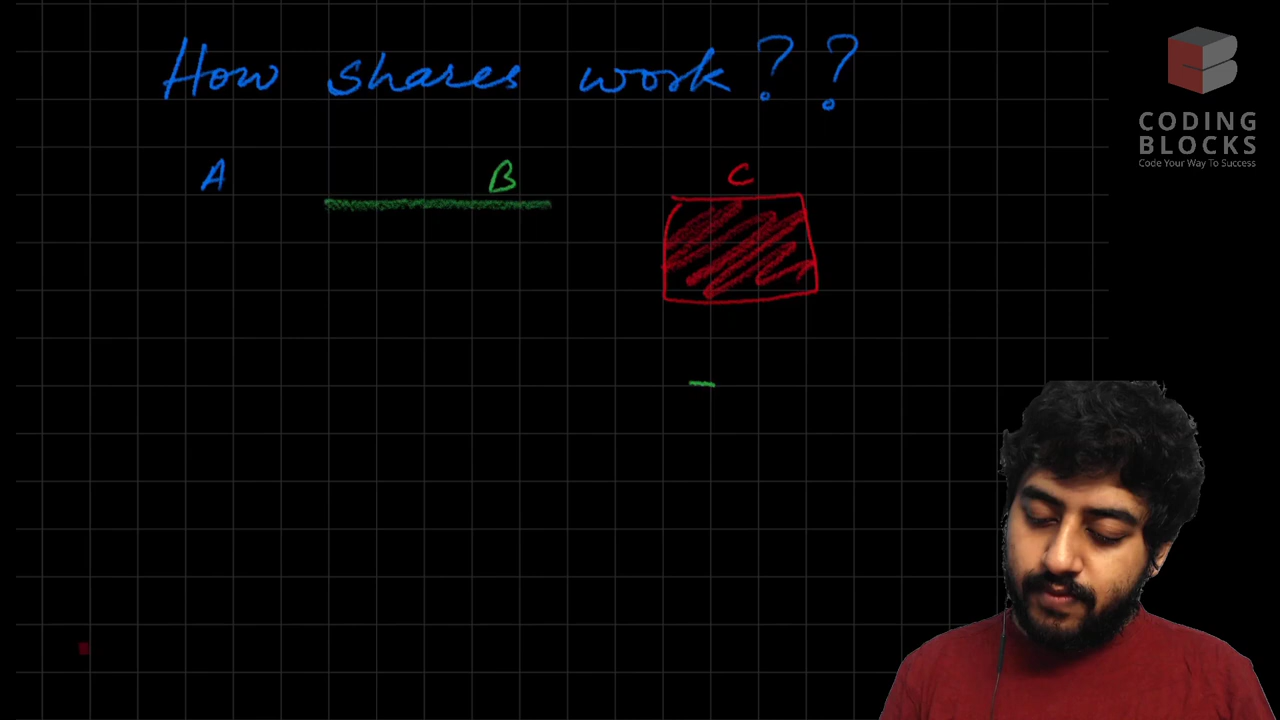 How shares work??
A B C
CODING
BLOCKS
Code Your Way To Success